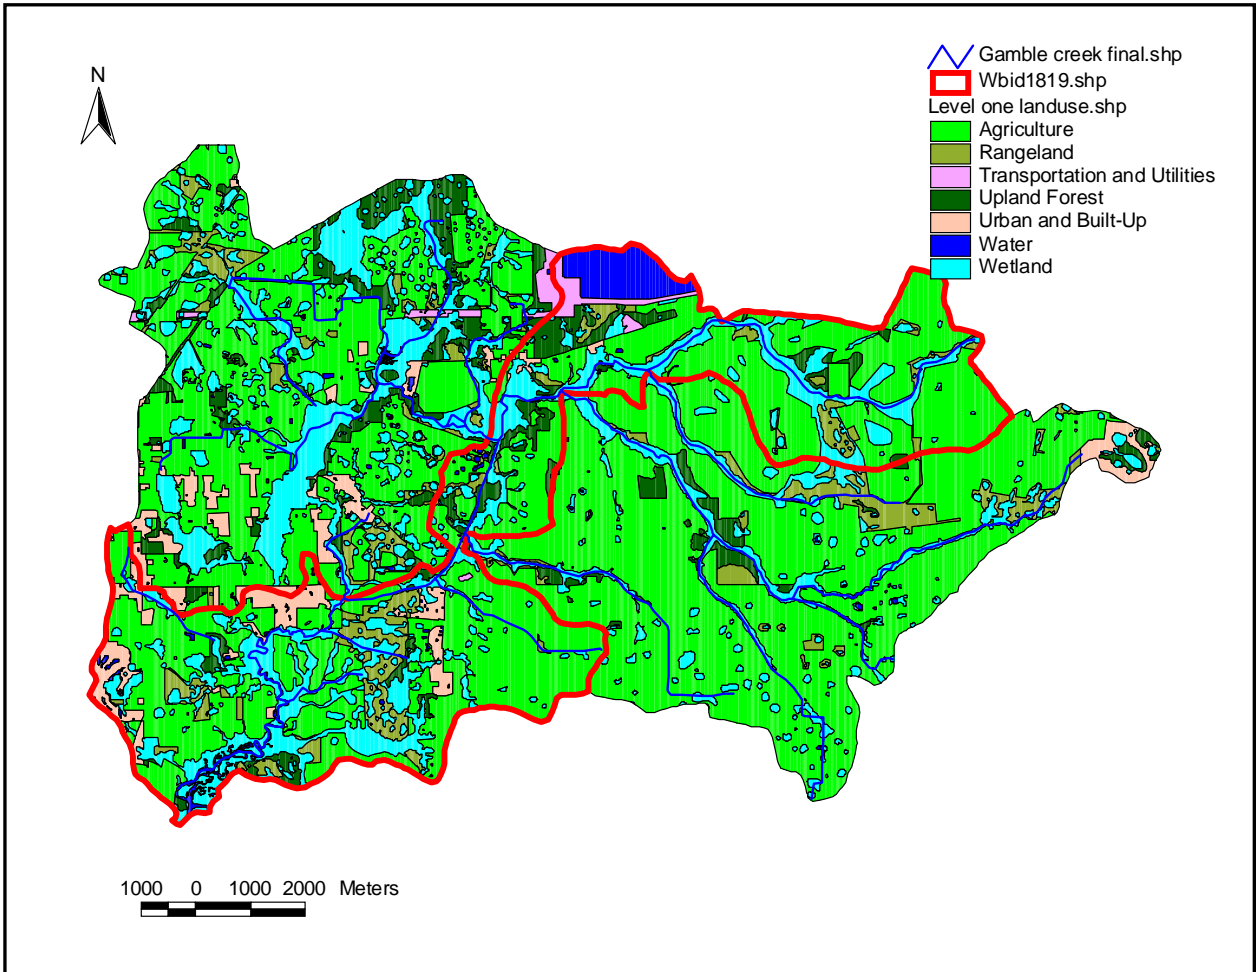 N
Gamble creek final.shp
Wbid1819.shp
Level one landuse.shp
Agriculture
Rangeland
Transportation and Utilities
Upland Forest
Urban and Built-Up
Water
Wetland
1000 0 1000 2000 Meters